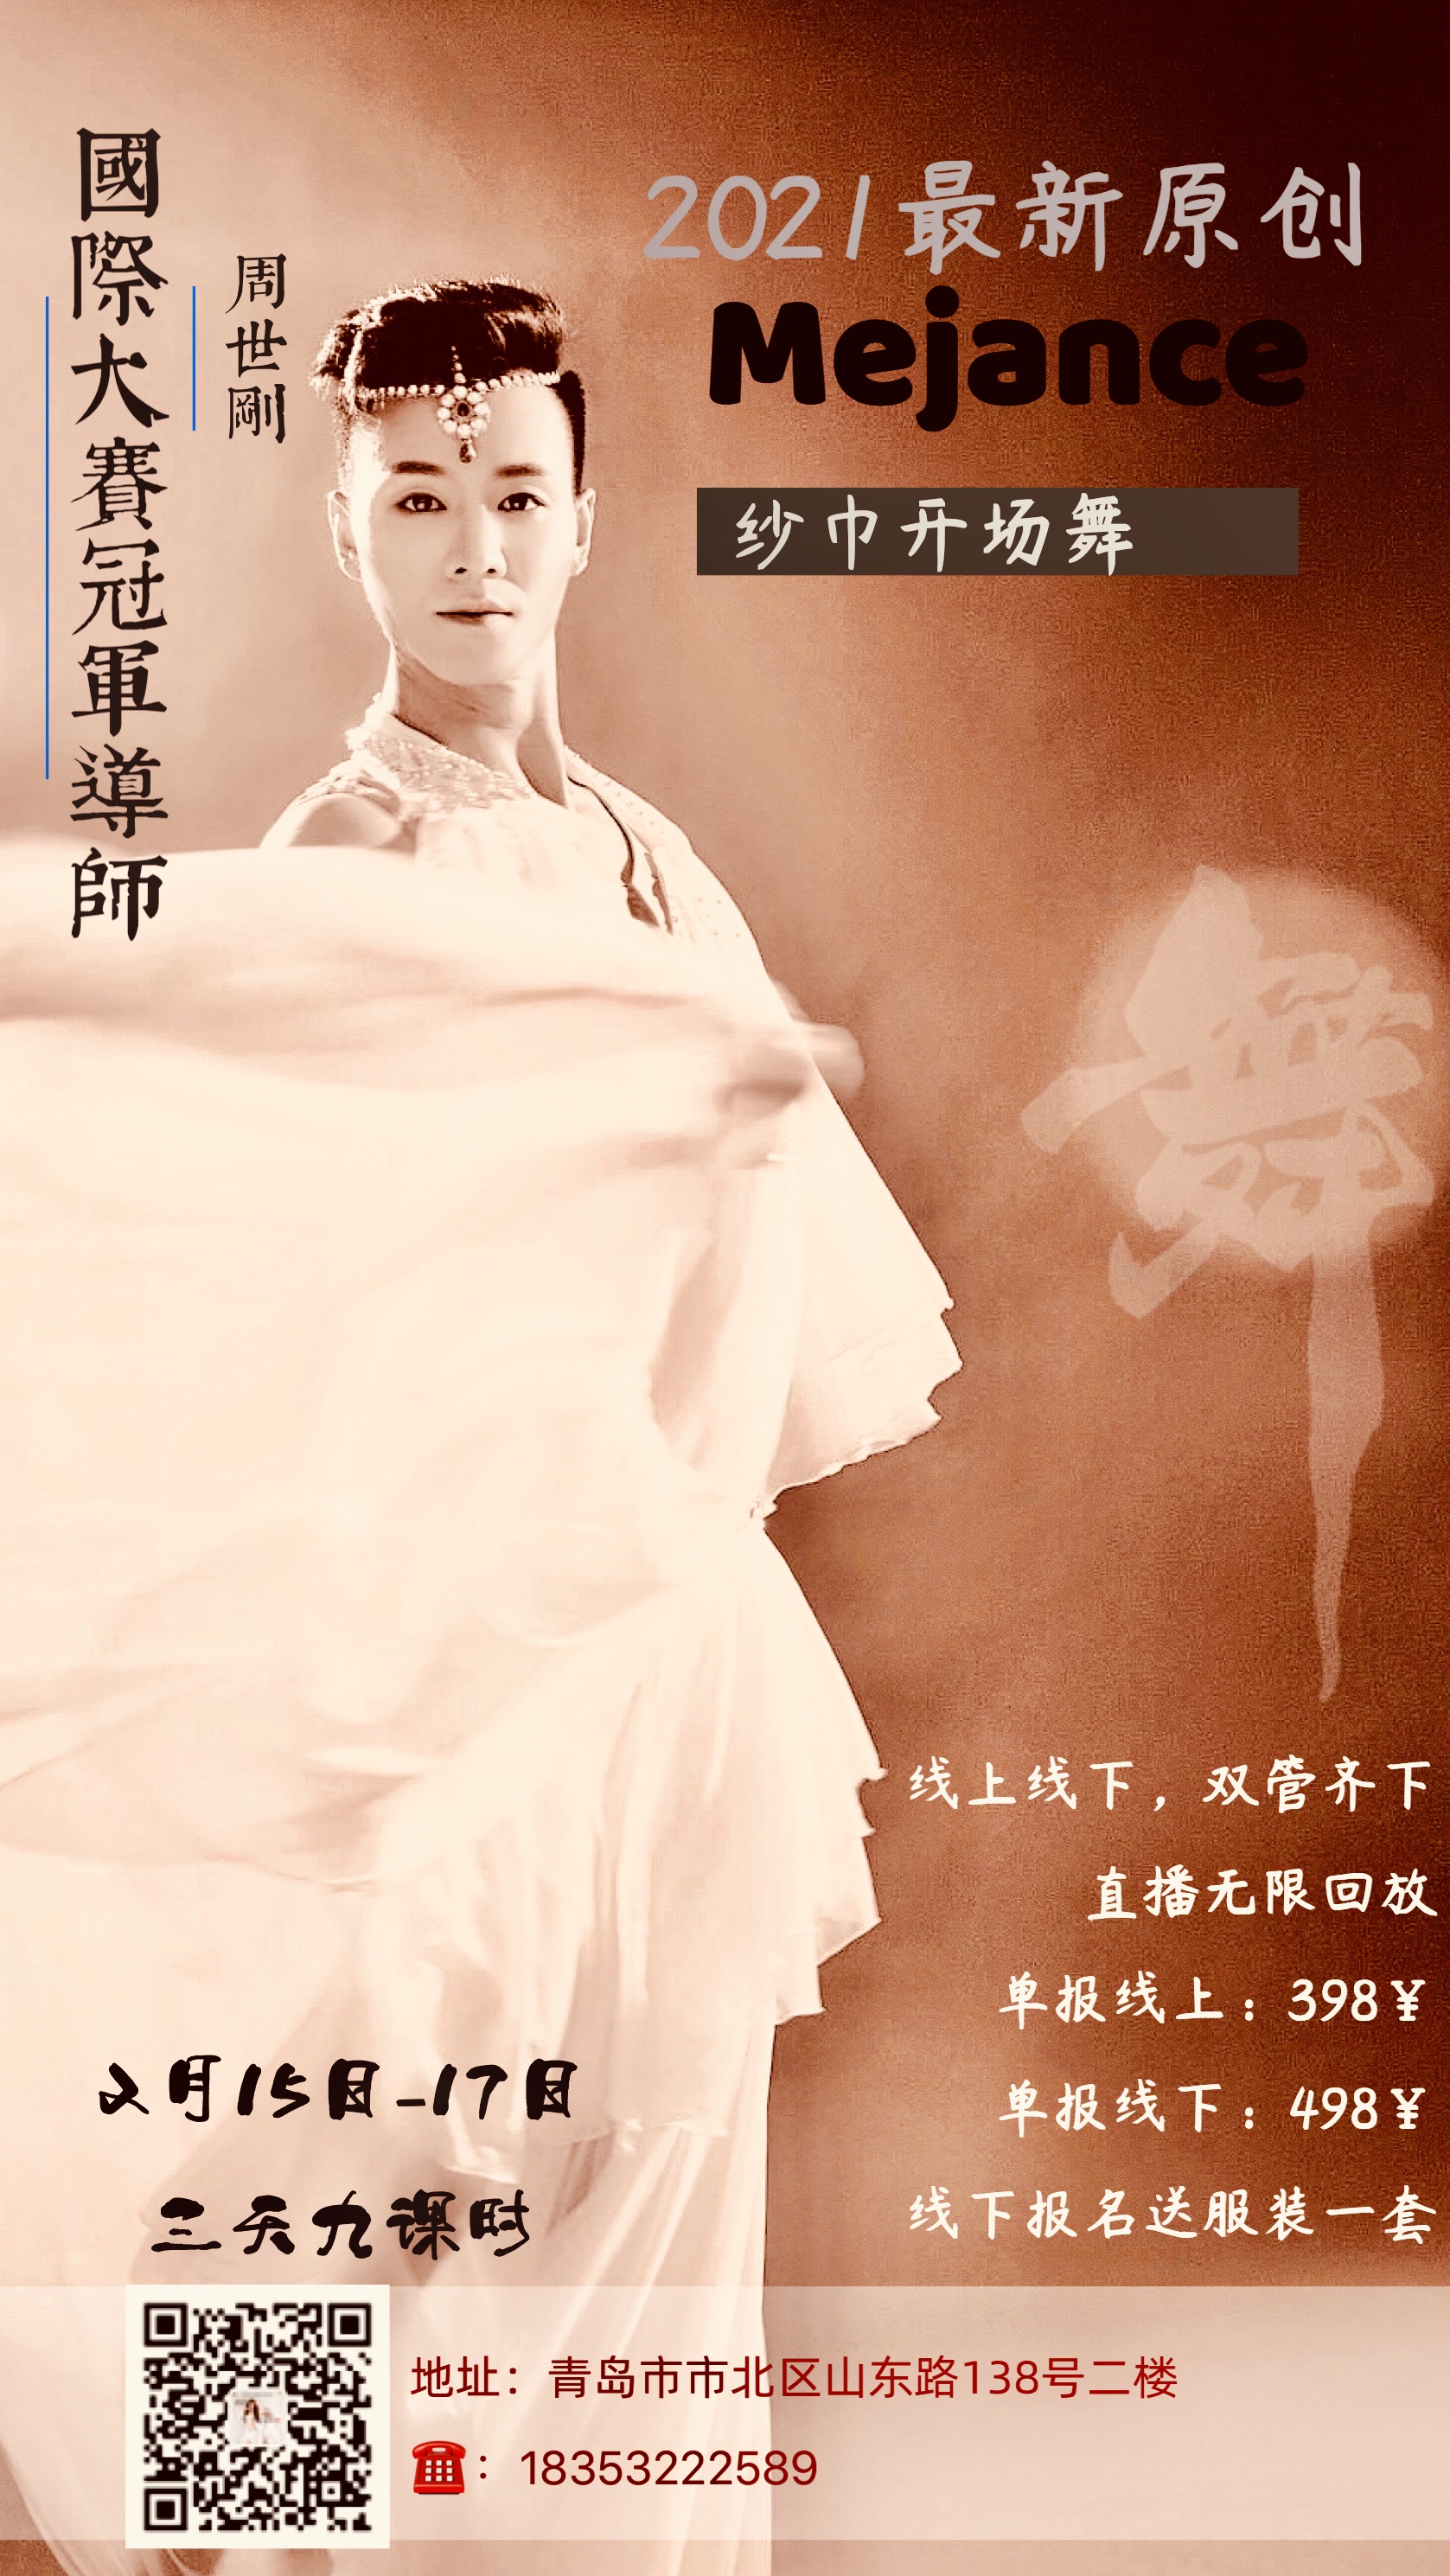 國際大賽冠軍導師
周世剛
2021最新原创
Mejance
纱巾开场舞
舞
线上线下，双管齐下
直播无限回放
单报线上：398￥
单报线下：498￥
线下报名送服装一套
2月15日-17日
三天九课时
地址：青岛市市北区山东路138号二楼
☎：18353222589